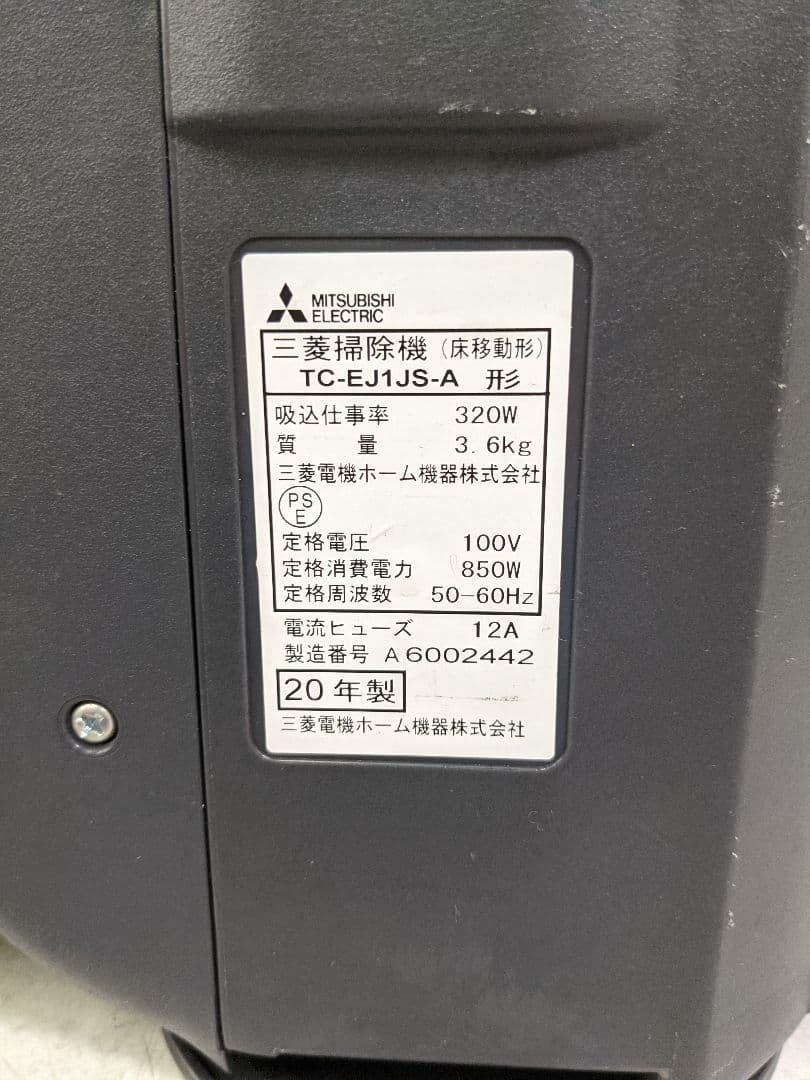 MITSUBISHI
ELECTRIC
三菱掃除機（床移動形）
TC-EJ1JS-A 形
吸込仕事率 320W
質量 3.6kg
三菱電機ホーム機器株式会社
PS
E
定格電圧 100V
定格消費電力 850W
定格周波数 50-60Hz
電流ヒューズ 12A
製造番号 A6002442
20年製
三菱電機ホーム機器株式会社